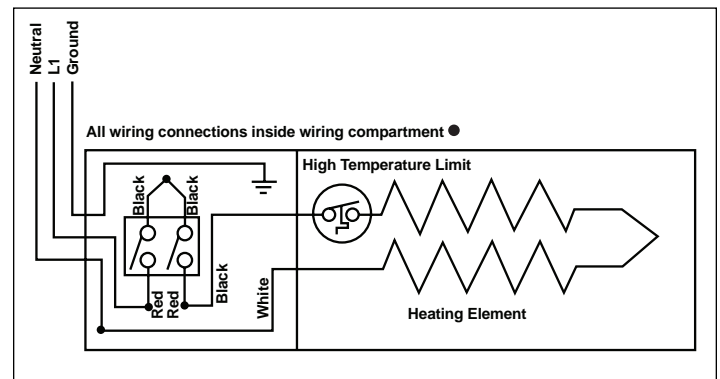 Neutral
L1
Ground
All wiring connections inside wiring compartment ●
High Temperature Limit
Black
Black
Red
Red
Black
White
Heating Element